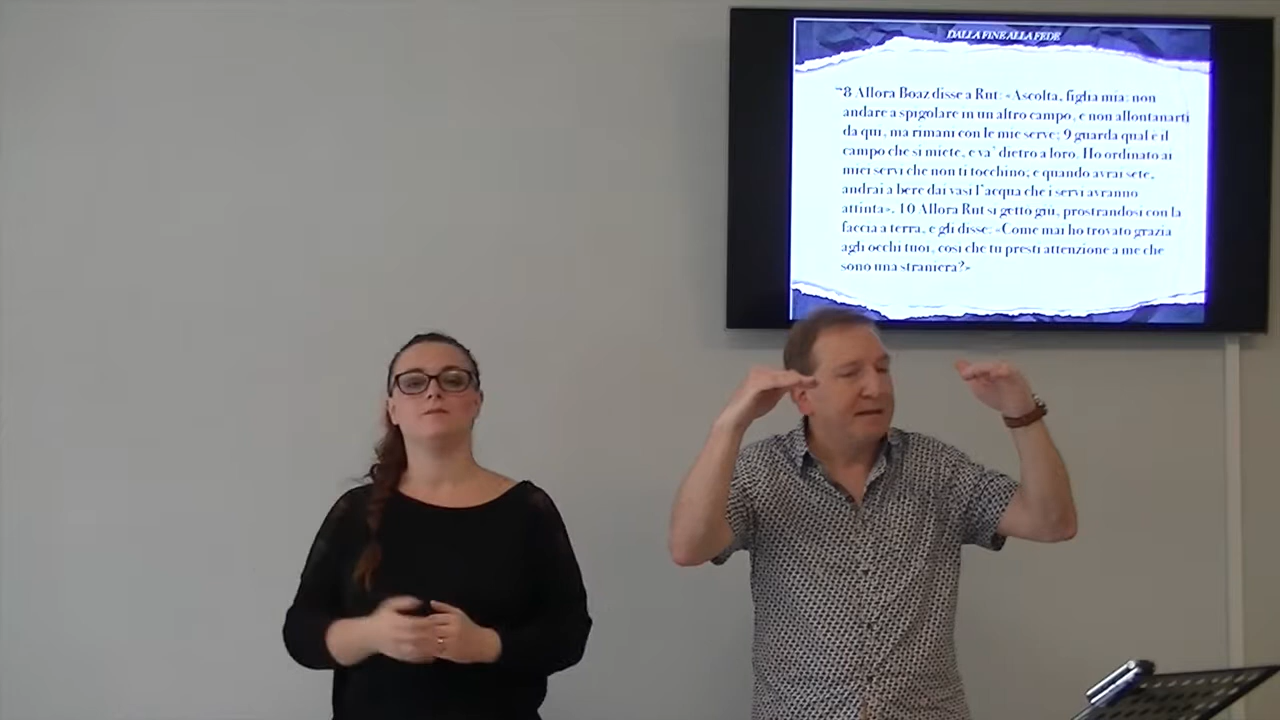 DALLA FINE ALLA FEDE
"8 Allora Boaz disse a Rut: «Ascolta, figlia mia; non
andare a spigolare in un altro campo, e non allontanarti
da qui, ma rimani con le mie serve; 9 guarda qual è il
campo che si miete, e va' dietro a loro. Ho ordinato ai
miei servi che non ti tocchino; e quando avrai sete,
andrai a bere dai vasi l'acqua che i servi avranno
attinta». 10 Allora Rut si gettò giù, prostrandosi con la
faccia a terra, e gli disse: «Come mai ho trovato grazia
agli occhi tuoi, così che tu presti attenzione a me che
sono una straniera?»